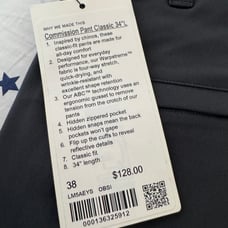 WHY WE MADE THIS
Commission Pant Classic 34"L
1 Inspired by chinos, these
classic-fit pants are made for
all-day comfort
2 Designed for everyday
performance, our Warpstreme™
fabric is four-way stretch,
quick-drying, and
wrinkle-resistant with
excellent shape retention
3 Our ABC™ technology uses an
ergonomic gusset to remove
tension from the crotch of our
pants
4 Hidden zippered pocket
5 Hidden snaps mean the back
pockets won't gape
6 Flip up the cuffs to reveal
reflective details
7 Classic fit
8 34" length
38 $128.00
LM5AEYS OBSI
000136325912